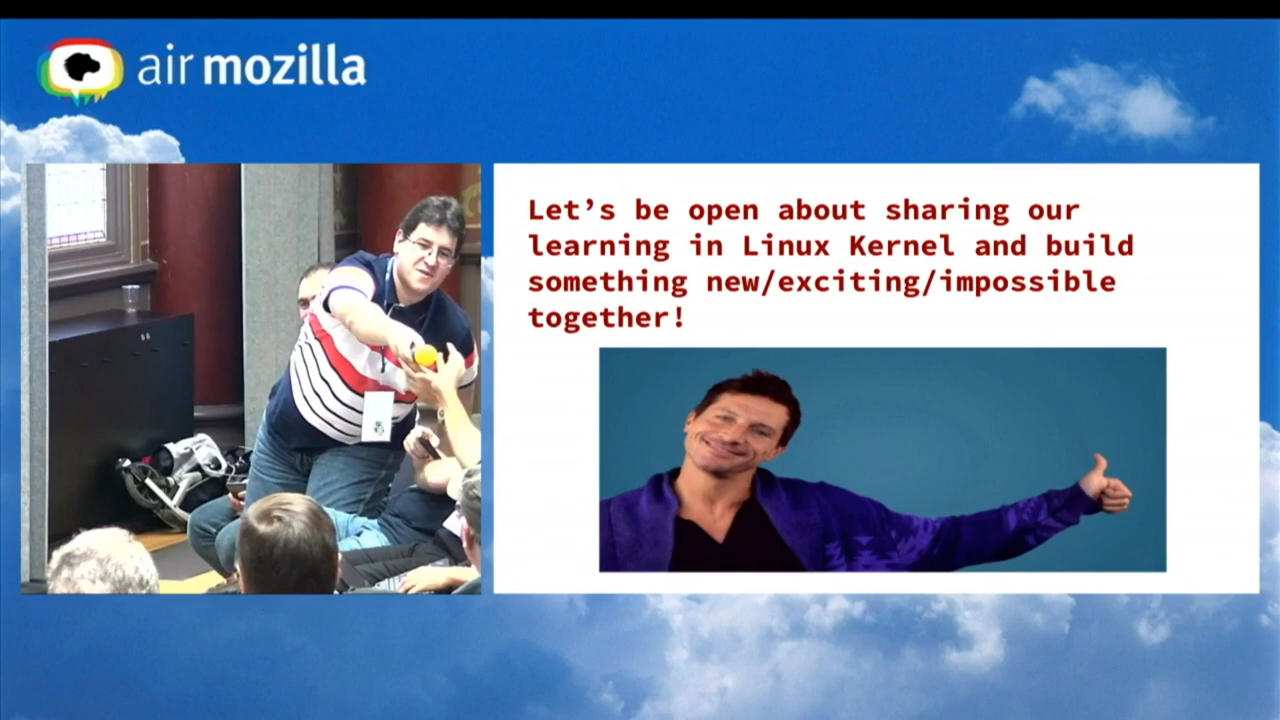 air mozilla
Let’s be open about sharing our
learning in Linux Kernel and build
something new/exciting/impossible
together!